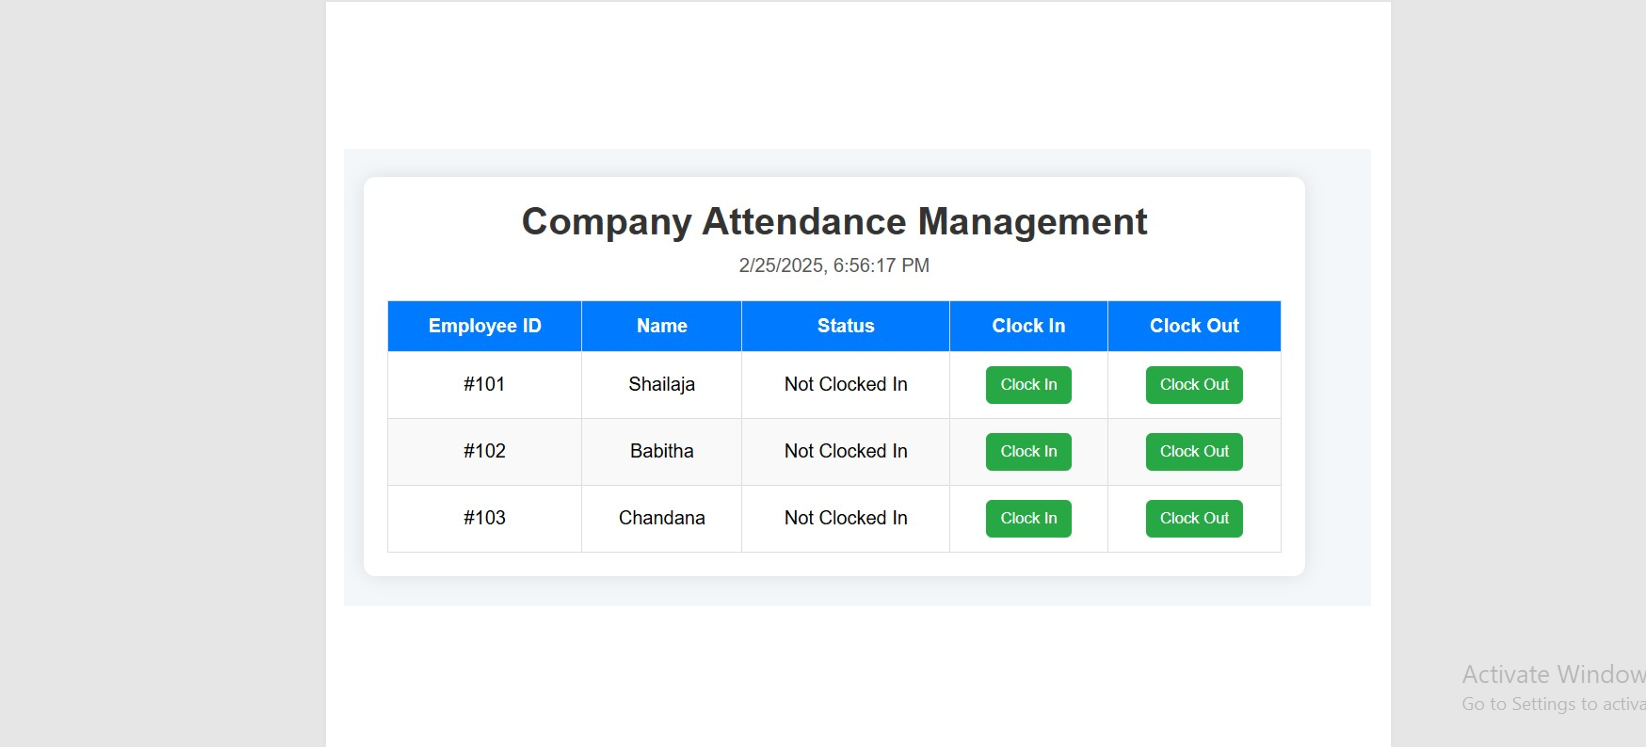 Company Attendance Management
2/25/2025, 6:56:17 PM
Employee ID Name Status Clock In Clock Out
#101 Shailaja Not Clocked In Clock In Clock Out
#102 Babitha Not Clocked In Clock In Clock Out
#103 Chandana Not Clocked In Clock In Clock Out
Activate Window
Go to Settings to activa